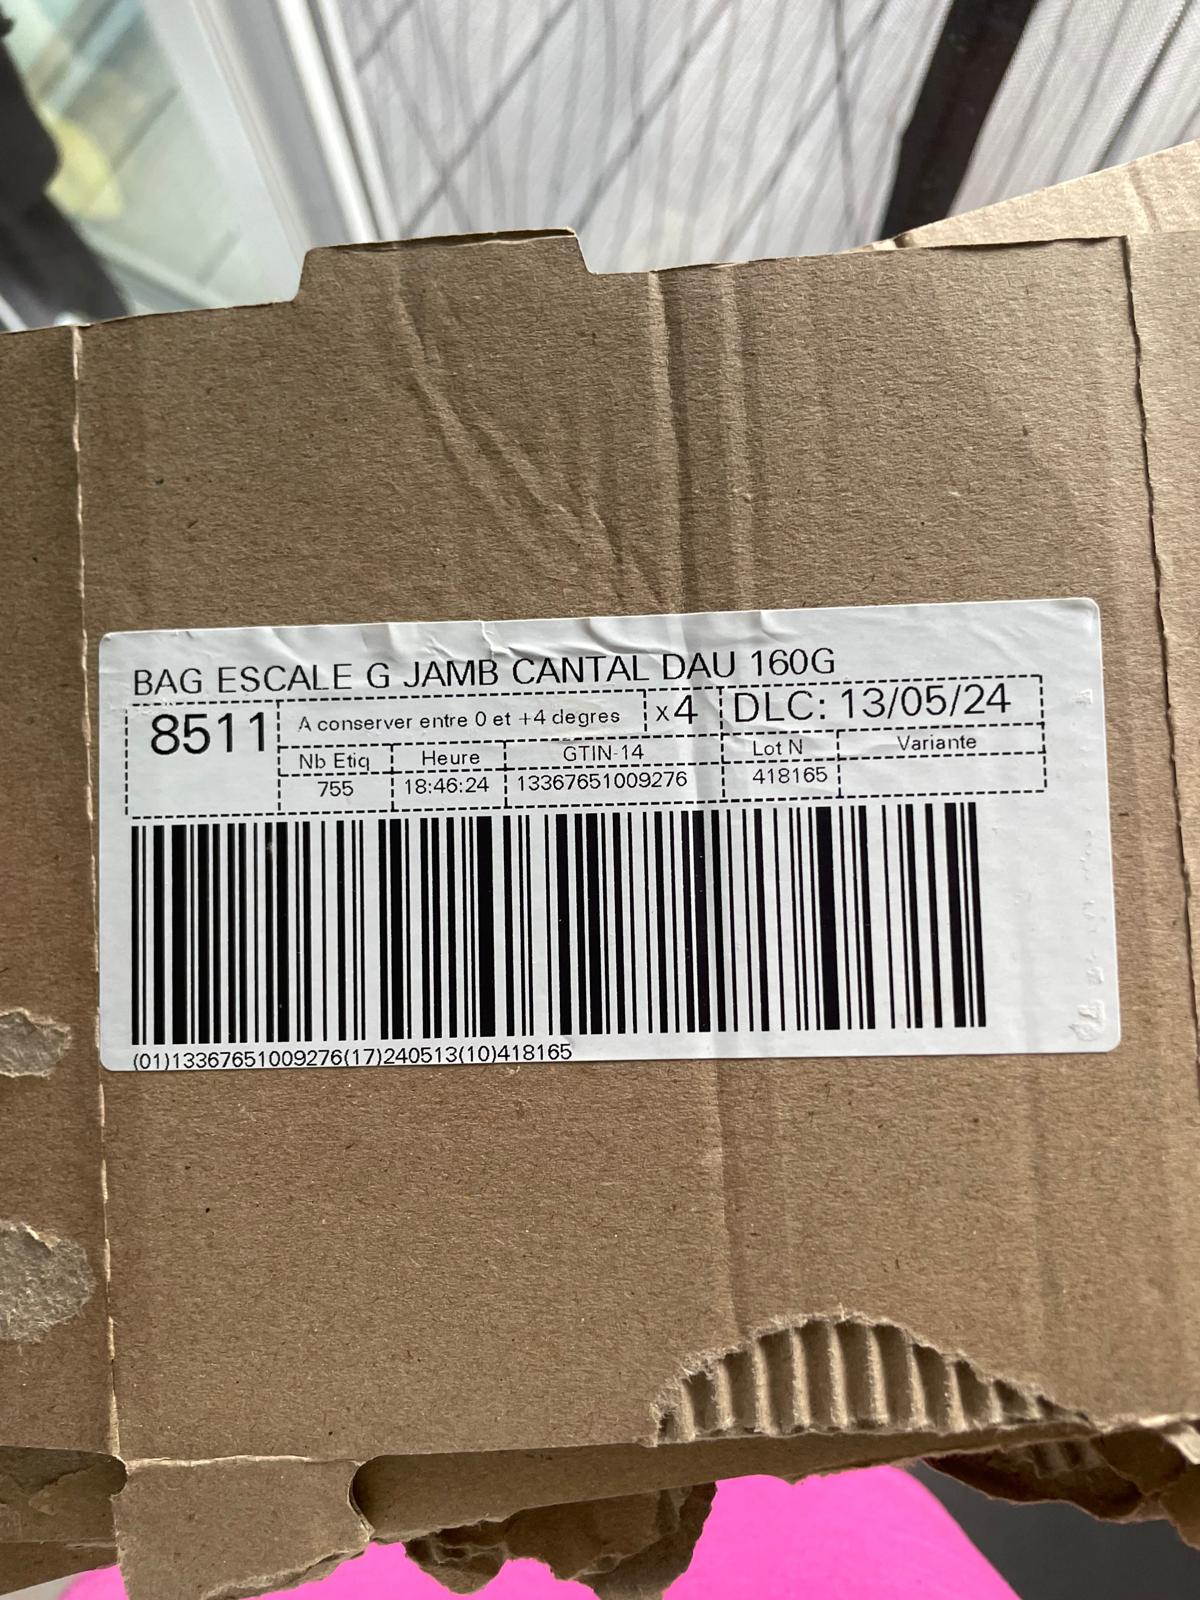 BAG ESCALE G JAMB CANTAL DAU 160G
8511 A conserver entre 0 et +4 degres x4 DLC: 13/05/24
Nb Etiq Heure GTIN-14 Lot N Variante
755 18:46:24 13367651009276 418165
(01)13367651009276(17)240513(10)418165